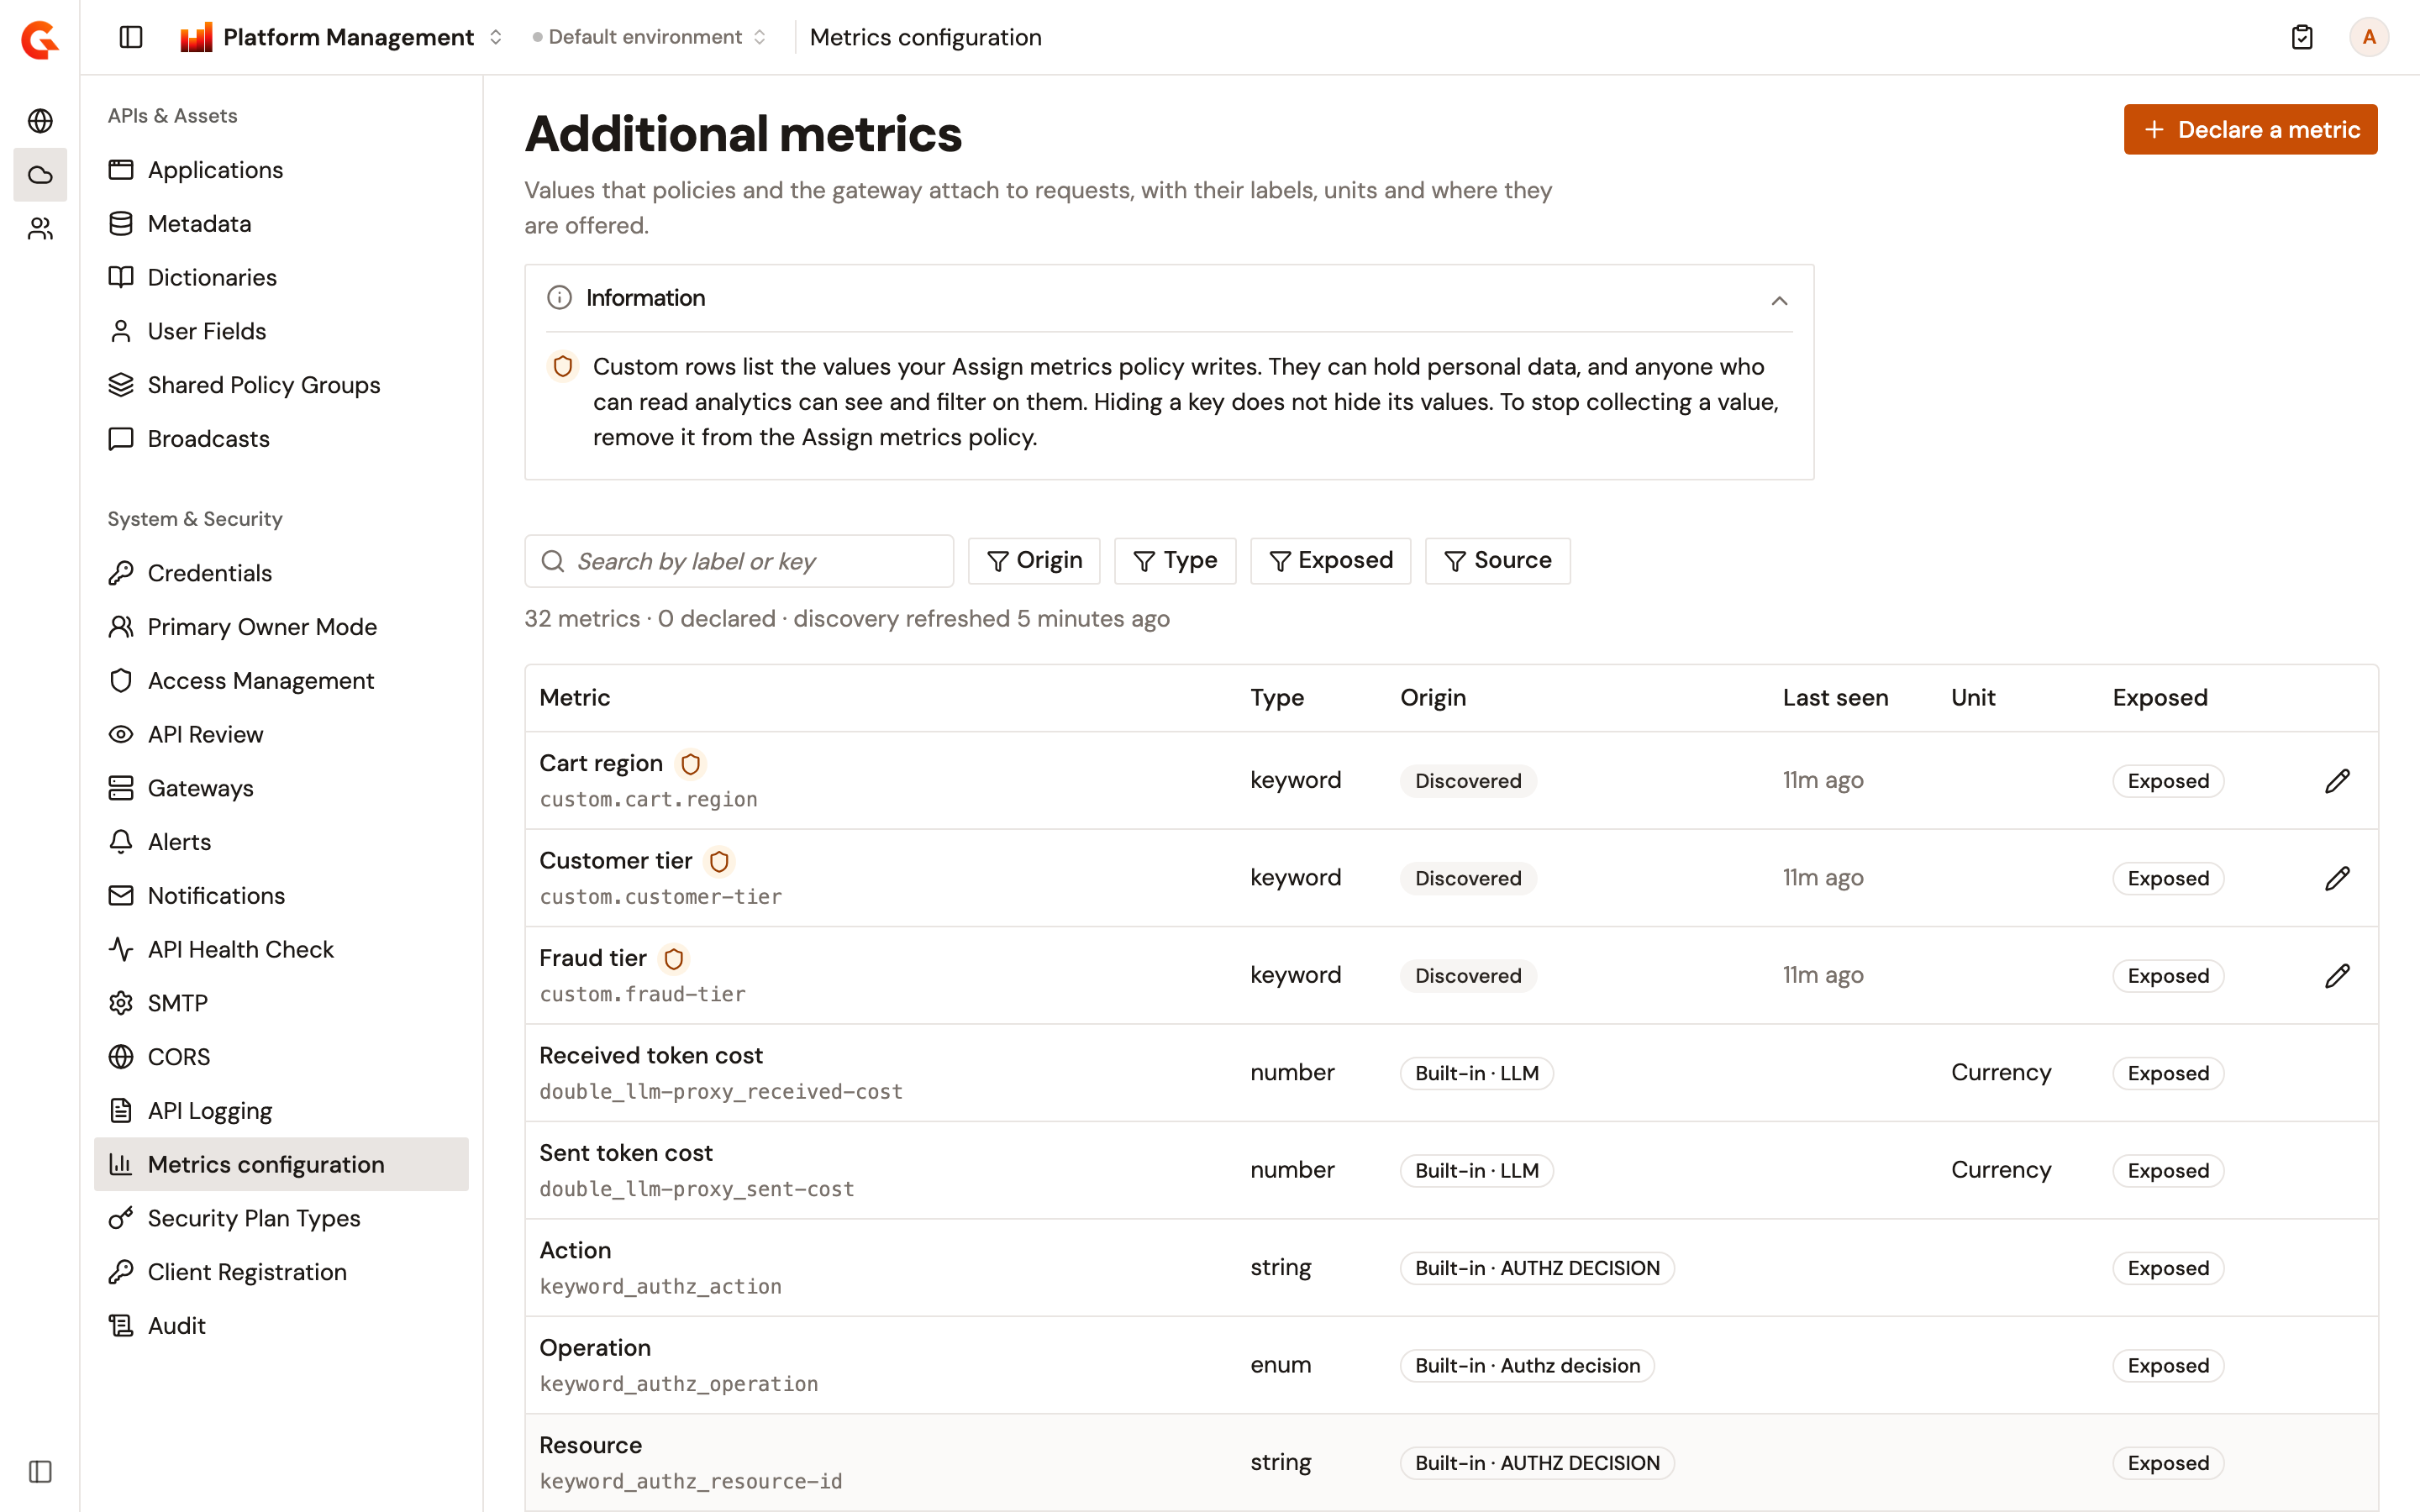 Platform Management
Default environment
Metrics configuration
A
APIs & Assets
Applications
Metadata
Dictionaries
User Fields
Shared Policy Groups
Broadcasts
System & Security
Credentials
Primary Owner Mode
Access Management
API Review
Gateways
Alerts
Notifications
API Health Check
SMTP
CORS
API Logging
Metrics configuration
Security Plan Types
Client Registration
Audit
Additional metrics
Declare a metric
Values that policies and the gateway attach to requests, with their labels, units and where they
are offered.
Information
Custom rows list the values your Assign metrics policy writes. They can hold personal data, and anyone who
can read analytics can see and filter on them. Hiding a key does not hide its values. To stop collecting a value,
remove it from the Assign metrics policy.
Search by label or key
Origin
Type
Exposed
Source
32 metrics · 0 declared · discovery refreshed 5 minutes ago
Metric Type Origin Last seen Unit Exposed
Cart region
custom.cart.region
keyword Discovered 11m ago Exposed
Customer tier
custom.customer-tier
keyword Discovered 11m ago Exposed
Fraud tier
custom.fraud-tier
keyword Discovered 11m ago Exposed
Received token cost
double_llm-proxy_received-cost
number Built-in · LLM Currency Exposed
Sent token cost
double_llm-proxy_sent-cost
number Built-in · LLM Currency Exposed
Action
keyword_authz_action
string Built-in · AUTHZ DECISION Exposed
Operation
keyword_authz_operation
enum Built-in · Authz decision Exposed
Resource
keyword_authz_resource-id
string Built-in · AUTHZ DECISION Exposed